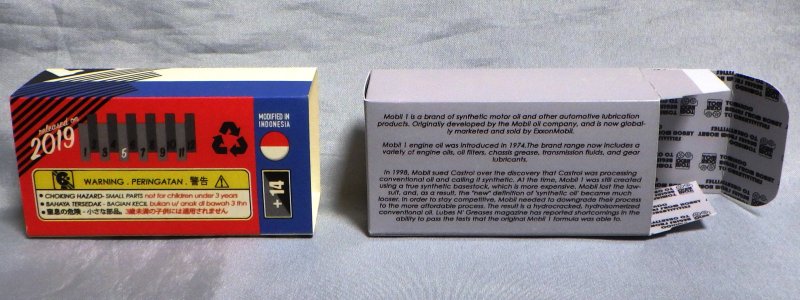 released on
2019
1 3 5 7 9 11 12
MODIFIED IN
INDONESIA
WARNING . PERINGATAN . 警告
• CHOKING HAZARD- SMALL PARTS not for children under 3 years
• BAHAYA TERSEDAK - BAGIAN KECIL bukan u/ anak di bawah 3 thn
• 窒息の危険・小さな部品。3歳未満の子供には適用されません
+14
Mobil 1 is a brand of synthetic motor oil and other automotive lubrication
products. Originally developed by the Mobil oil company, and is now global-
ly marketed and sold by ExxonMobil.
Mobil 1 engine oil was introduced in 1974.The brand range now includes a
variety of engine oils, oil filters, chassis grease, transmission fluids, and gear
lubricants.
In 1998, Mobil sued Castrol over the discovery that Castrol was processing
conventional oil and calling it synthetic. At the time, Mobil 1 was still created
using a true synthetic basestock, which is more expensive. Mobil lost the law-
suit, and, as a result, the "new" definition of 'synthetic oil' became much
looser. In order to stay competitive, Mobil needed to downgrade their process
to the more affordable process. The result is a hydrocracked, hydroisomerized
conventional oil. Lubes N' Greases magazine has reported shortcomings in the
ability to pass the tests that the original Mobil 1 formula was able to.